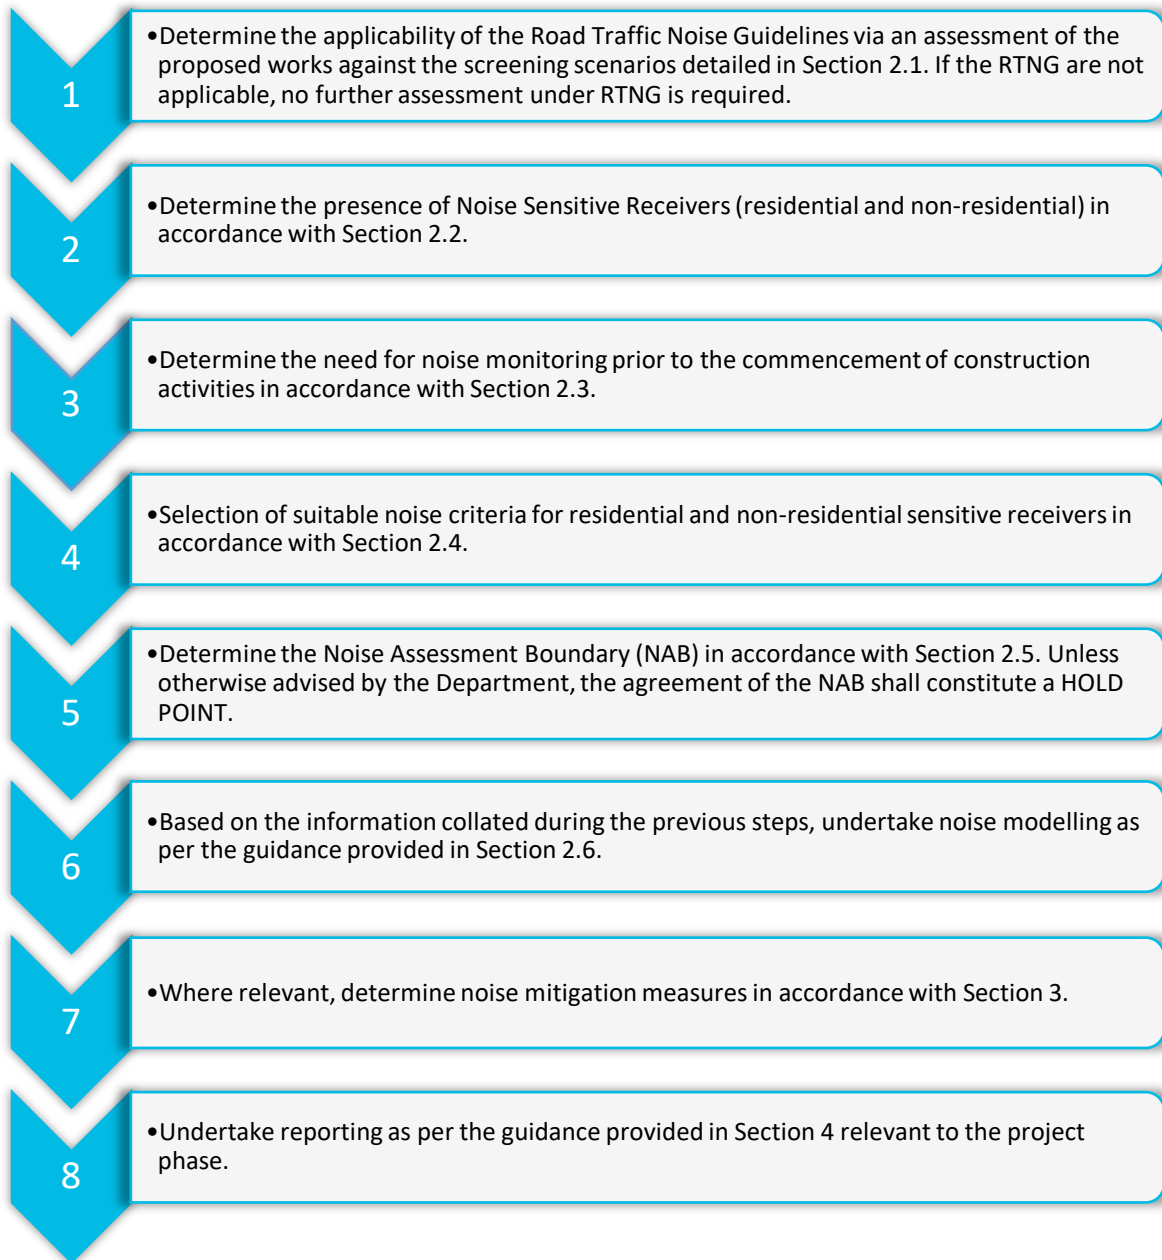 1
•Determine the applicability of the Road Traffic Noise Guidelines via an assessment of the
proposed works against the screening scenarios detailed in Section 2.1. If the RTNG are not
applicable, no further assessment under RTNG is required.
2
•Determine the presence of Noise Sensitive Receivers (residential and non-residential) in
accordance with Section 2.2.
3
•Determine the need for noise monitoring prior to the commencement of construction
activities in accordance with Section 2.3.
4
•Selection of suitable noise criteria for residential and non-residential sensitive receivers in
accordance with Section 2.4.
5
•Determine the Noise Assessment Boundary (NAB) in accordance with Section 2.5. Unless
otherwise advised by the Department, the agreement of the NAB shall constitute a HOLD
POINT.
6
•Based on the information collated during the previous steps, undertake noise modelling as
per the guidance provided in Section 2.6.
7
•Where relevant, determine noise mitigation measures in accordance with Section 3.
8
•Undertake reporting as per the guidance provided in Section 4 relevant to the project
phase.